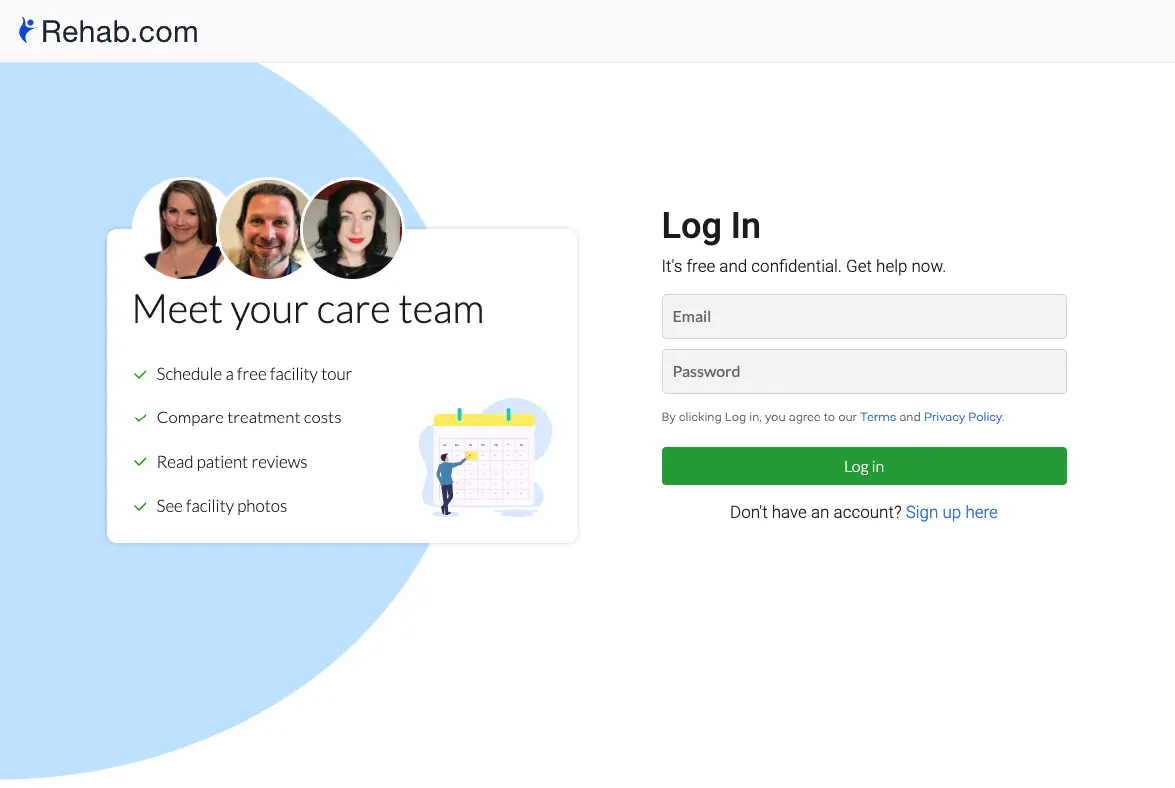 Rehab.com
Meet your care team
Schedule a free facility tour
Compare treatment costs
Read patient reviews
See facility photos
Log In
It's free and confidential. Get help now.
Email
Password
By clicking Log in, you agree to our Terms and Privacy Policy.
Log in
Don't have an account? Sign up here